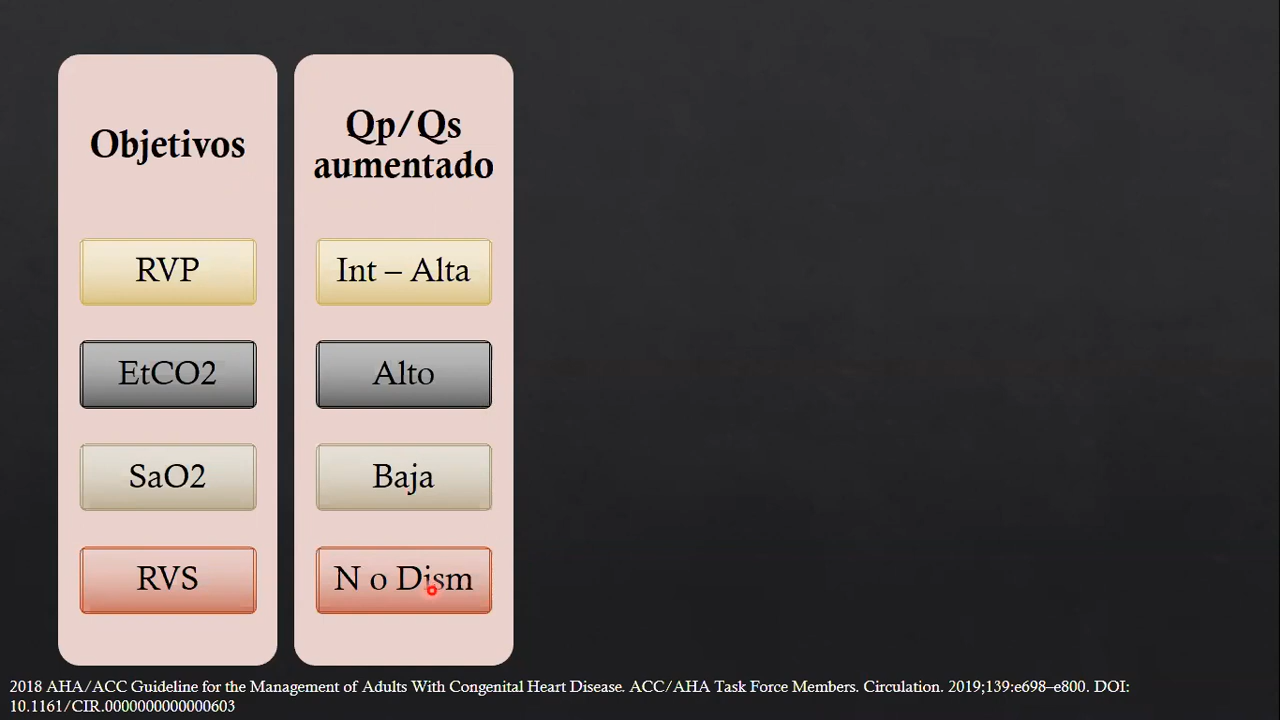 Objetivos
Qp/Qs
aumentado
RVP
Int – Alta
EtCO2
Alto
SaO2
Baja
RVS
N o Dism
2018 AHA/ACC Guideline for the Management of Adults With Congenital Heart Disease. ACC/AHA Task Force Members. Circulation. 2019;139:e698–e800. DOI:
10.1161/CIR.0000000000000603